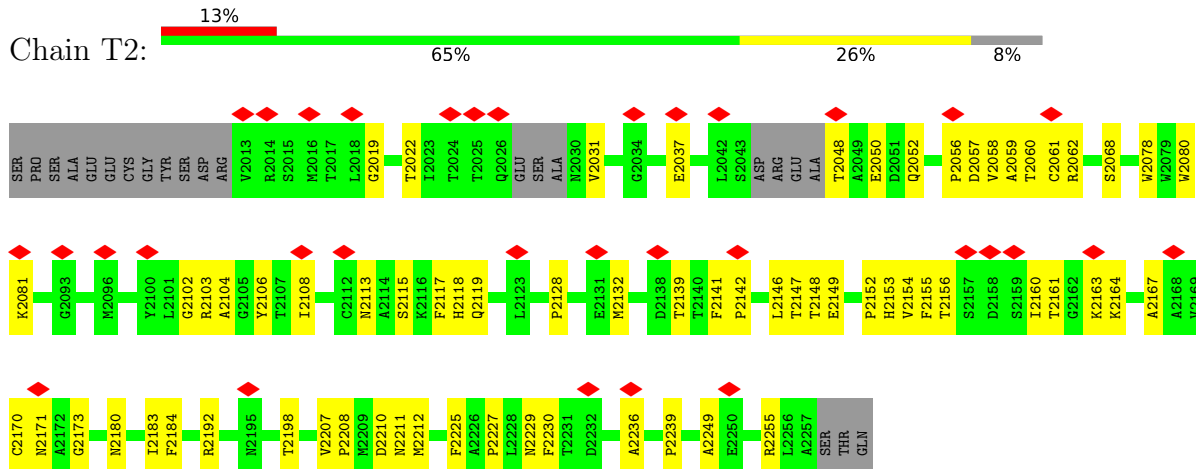 13%
Chain T2:
65% 26% 8%
SER PRO SER ALA GLU GLU CYS GLY TYR SER ASP ARG V2013 R2014 S2015 M2016 T2017 L2018 G2019 T2022 I2023 T2024 T2025 Q2026 GLU SER ALA N2030 V2031 G2034 E2037 L2042 S2043 ASP ARG GLU ALA T2048 A2049 E2050 D2051 Q2052 P2056 D2057 V2058 A2059 T2060 C2061 R2062 S2068 W2078 W2079 W2080
K2081 G2093 M2096 Y2100 L2101 G2102 R2103 A2104 G2105 Y2106 T2107 I2108 C2112 N2113 A2114 S2115 K2116 F2117 H2118 Q2119 L2123 P2128 E2131 M2132 D2138 T2139 T2140 F2141 P2142 L2146 T2147 T2148 E2149 P2152 H2153 V2154 F2155 T2156 S2157 D2158 S2159 I2160 T2161 G2162 K2163 K2164 A2167 A2168 V2169
C2170 N2171 A2172 G2173 N2180 I2183 F2184 R2192 N2195 T2198 V2207 P2208 M2209 D2210 N2211 M2212 F2225 A2226 P2227 L2228 N2229 F2230 T2231 D2232 A2236 P2239 A2249 E2250 R2255 L2256 A2257 SER THR GLN